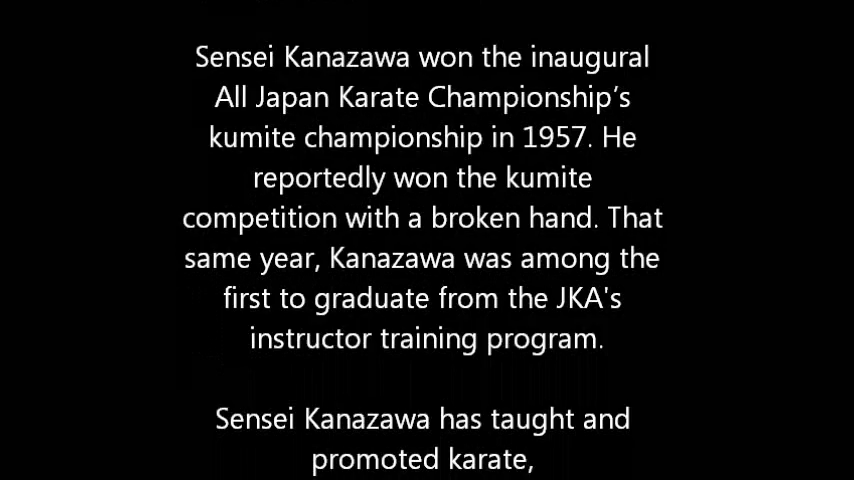 Sensei Kanazawa won the inaugural
All Japan Karate Championship’s
kumite championship in 1957. He
reportedly won the kumite
competition with a broken hand. That
same year, Kanazawa was among the
first to graduate from the JKA's
instructor training program.
Sensei Kanazawa has taught and
promoted karate,